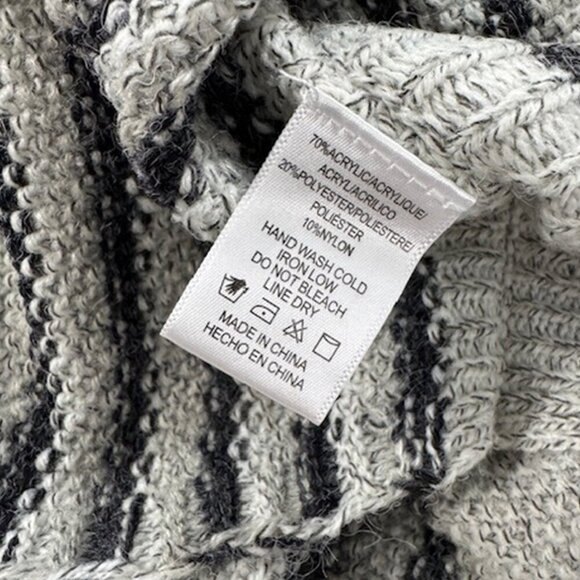 70%ACRYLIC/ACRYLIQUE/
ACRYL/ACRILICO
20%POLYESTER/POLIESTERE/
POLIÉSTER
10%NYLON
HAND WASH COLD
IRON LOW
DO NOT BLEACH
LINE DRY
MADE IN CHINA
HECHO EN CHINA